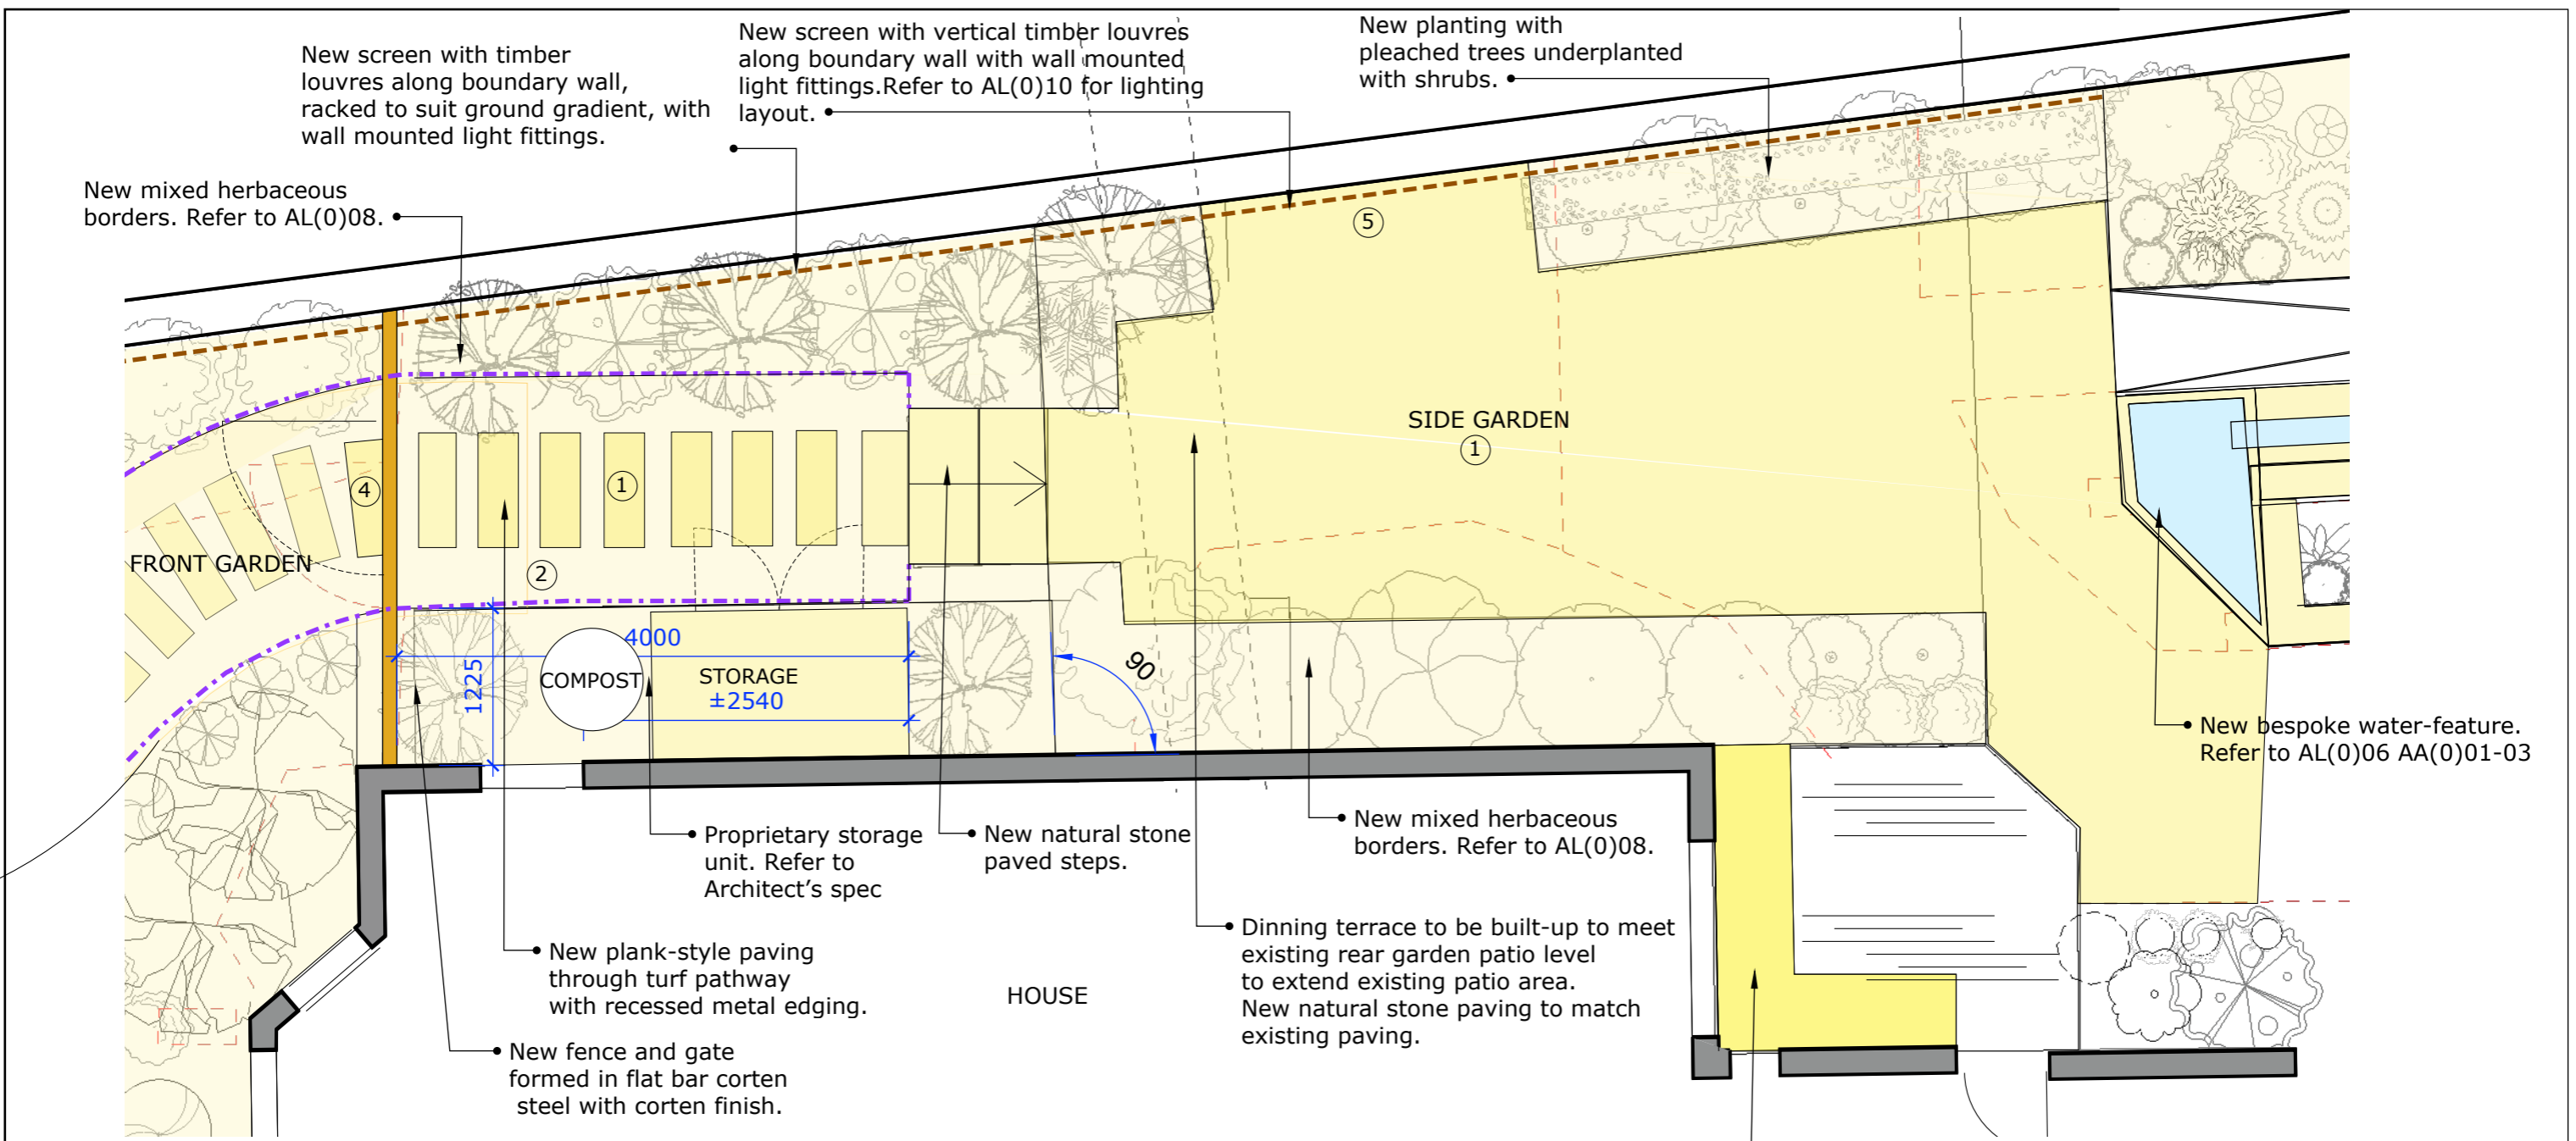 New screen with timber
louvres along boundary wall,
racked to suit ground gradient, with
wall mounted light fittings.
New screen with vertical timber louvres
along boundary wall with wall mounted
light fittings.Refer to AL(0)10 for lighting
layout.
New planting with
pleached trees underplanted
with shrubs.
New mixed herbaceous
borders. Refer to AL(0)08.
5
SIDE GARDEN
1
4
1
FRONT GARDEN
2
4000
1225
COMPOST
STORAGE
±2540
90
New bespoke water-feature.
Refer to AL(0)06 AA(0)01-03
Proprietary storage
unit. Refer to
Architect’s spec
New natural stone
paved steps.
New mixed herbaceous
borders. Refer to AL(0)08.
New plank-style paving
through turf pathway
with recessed metal edging.
Dinning terrace to be built-up to meet
existing rear garden patio level
to extend existing patio area.
New natural stone paving to match
existing paving.
HOUSE
New fence and gate
formed in flat bar corten
steel with corten finish.